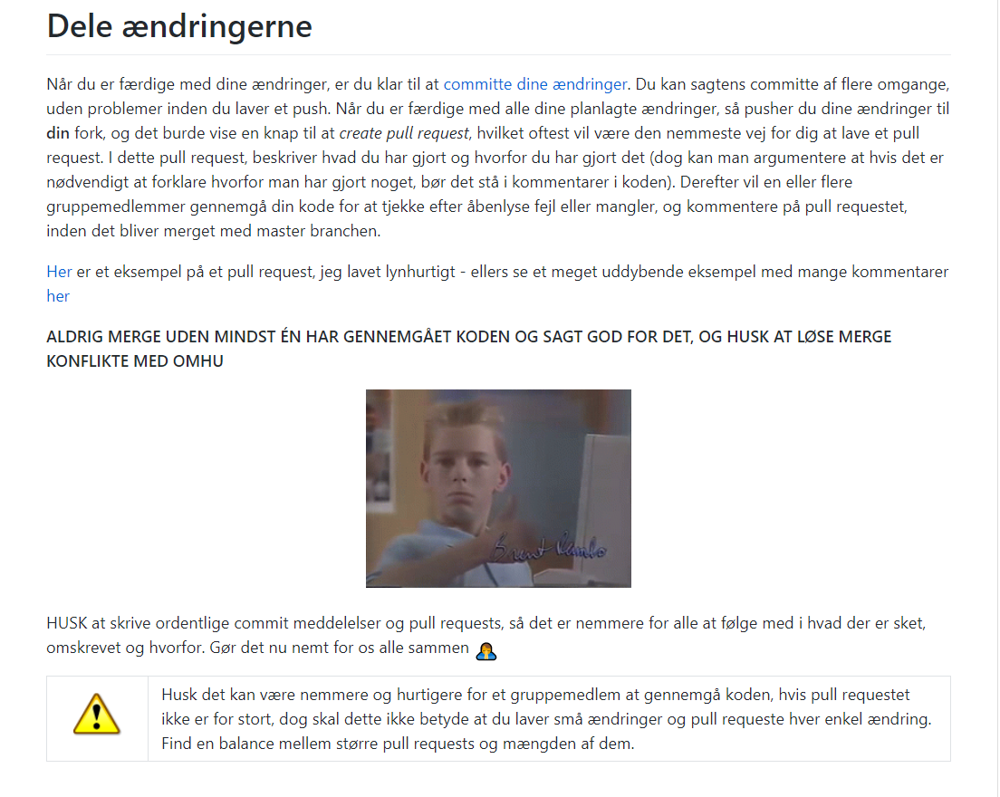 Dele ændringerne
Når du er færdige med dine ændringer, er du klar til at committe dine ændringer. Du kan sagtens committe af flere omgange,
uden problemer inden du laver et push. Når du er færdige med alle dine planlagte ændringer, så pusher du dine ændringer til
din fork, og det burde vise en knap til at create pull request, hvilket oftest vil være den nemmeste vej for dig at lave et pull
request. I dette pull request, beskriver hvad du har gjort og hvorfor du har gjort det (dog kan man argumentere at hvis det er
nødvendigt at forklare hvorfor man har gjort noget, bør det stå i kommentarer i koden). Derefter vil en eller flere
gruppemedlemmer gennemgå din kode for at tjekke efter åbenlyse fejl eller mangler, og kommentere på pull requestet,
inden det bliver merget med master branchen.
Her er et eksempel på et pull request, jeg lavet lynhurtigt - ellers se et meget uddybende eksempel med mange kommentarer
her
ALDRIG MERGE UDEN MINDST ÉN HAR GENNEMGÅET KODEN OG SAGT GOD FOR DET, OG HUSK AT LØSE MERGE
KONFLIKTE MED OMHU
Brent Rambo
HUSK at skrive ordentlige commit meddelelser og pull requests, så det er nemmere for alle at følge med i hvad der er sket,
omskrevet og hvorfor. Gør det nu nemt for os alle sammen
Husk det kan være nemmere og hurtigere for et gruppemedlem at gennemgå koden, hvis pull requestet
ikke er for stort, dog skal dette ikke betyde at du laver små ændringer og pull requeste hver enkel ændring.
Find en balance mellem større pull requests og mængden af dem.